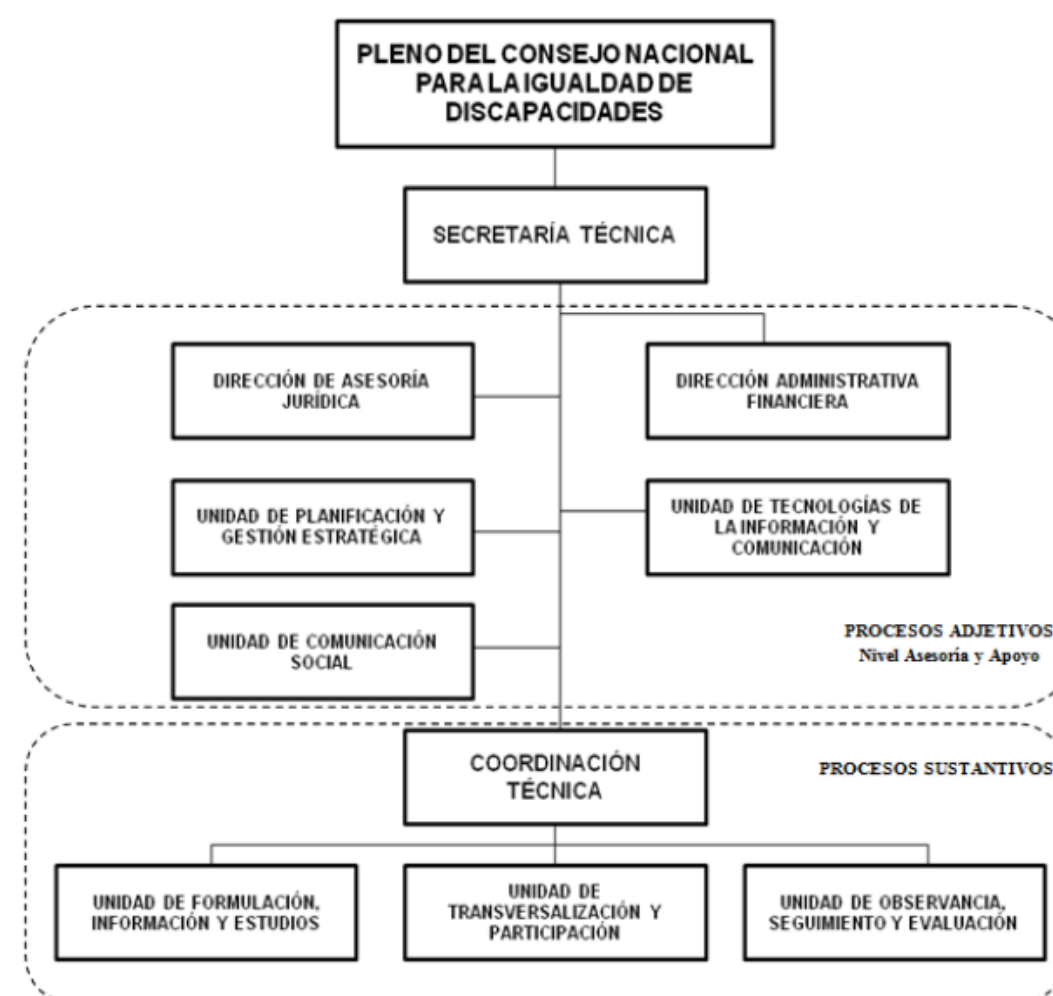 PLENO DEL CONSEJO NACIONAL
PARA LA IGUALDAD DE
DISCAPACIDADES
SECRETARÍA TÉCNICA
DIRECCIÓN DE ASESORÍA
JURÍDICA
DIRECCIÓN ADMINISTRATIVA
FINANCIERA
UNIDAD DE PLANIFICACIÓN Y
GESTIÓN ESTRATÉGICA
UNIDAD DE TECNOLOGÍAS DE
LA INFORMACIÓN Y
COMUNICACIÓN
UNIDAD DE COMUNICACIÓN
SOCIAL
PROCESOS ADJETIVOS
Nivel Asesoría y Apoyo
COORDINACIÓN
TÉCNICA
PROCESOS SUSTANTIVOS
UNIDAD DE FORMULACIÓN,
INFORMACIÓN Y ESTUDIOS
UNIDAD DE
TRANSVERSALIZACIÓN Y
PARTICIPACIÓN
UNIDAD DE OBSERVANCIA,
SEGUIMIENTO Y EVALUACIÓN